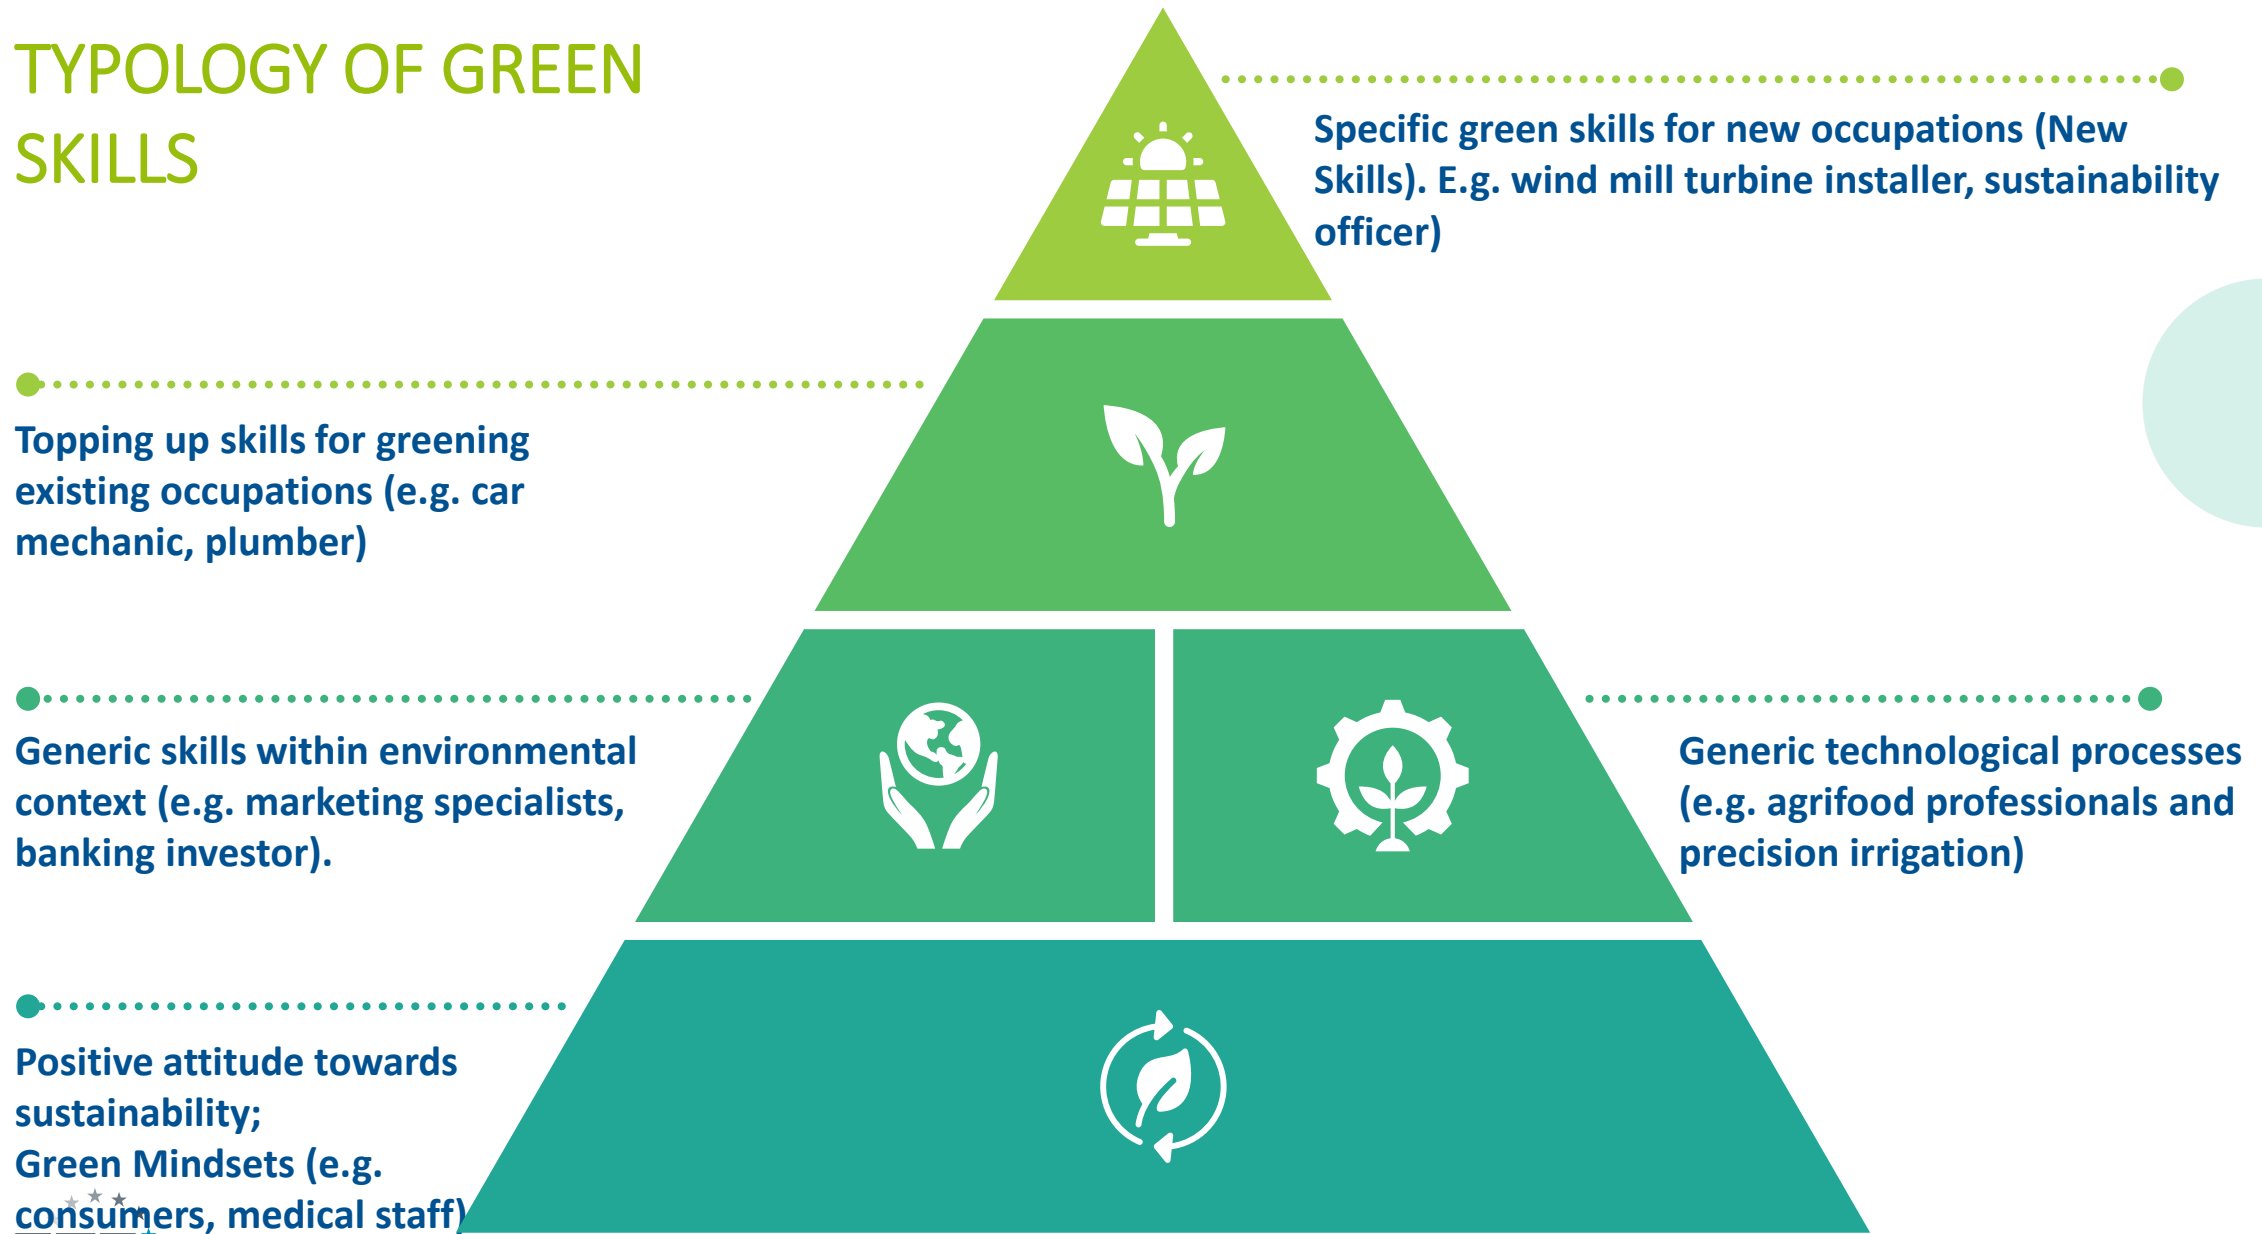 TYPOLOGY OF GREEN
SKILLS
Specific green skills for new occupations (New
Skills). E.g. wind mill turbine installer, sustainability
officer)
Topping up skills for greening
existing occupations (e.g. car
mechanic, plumber)
Generic skills within environmental
context (e.g. marketing specialists,
banking investor).
Generic technological processes
(e.g. agrifood professionals and
precision irrigation)
Positive attitude towards
sustainability;
Green Mindsets (e.g.
consumers, medical staff)